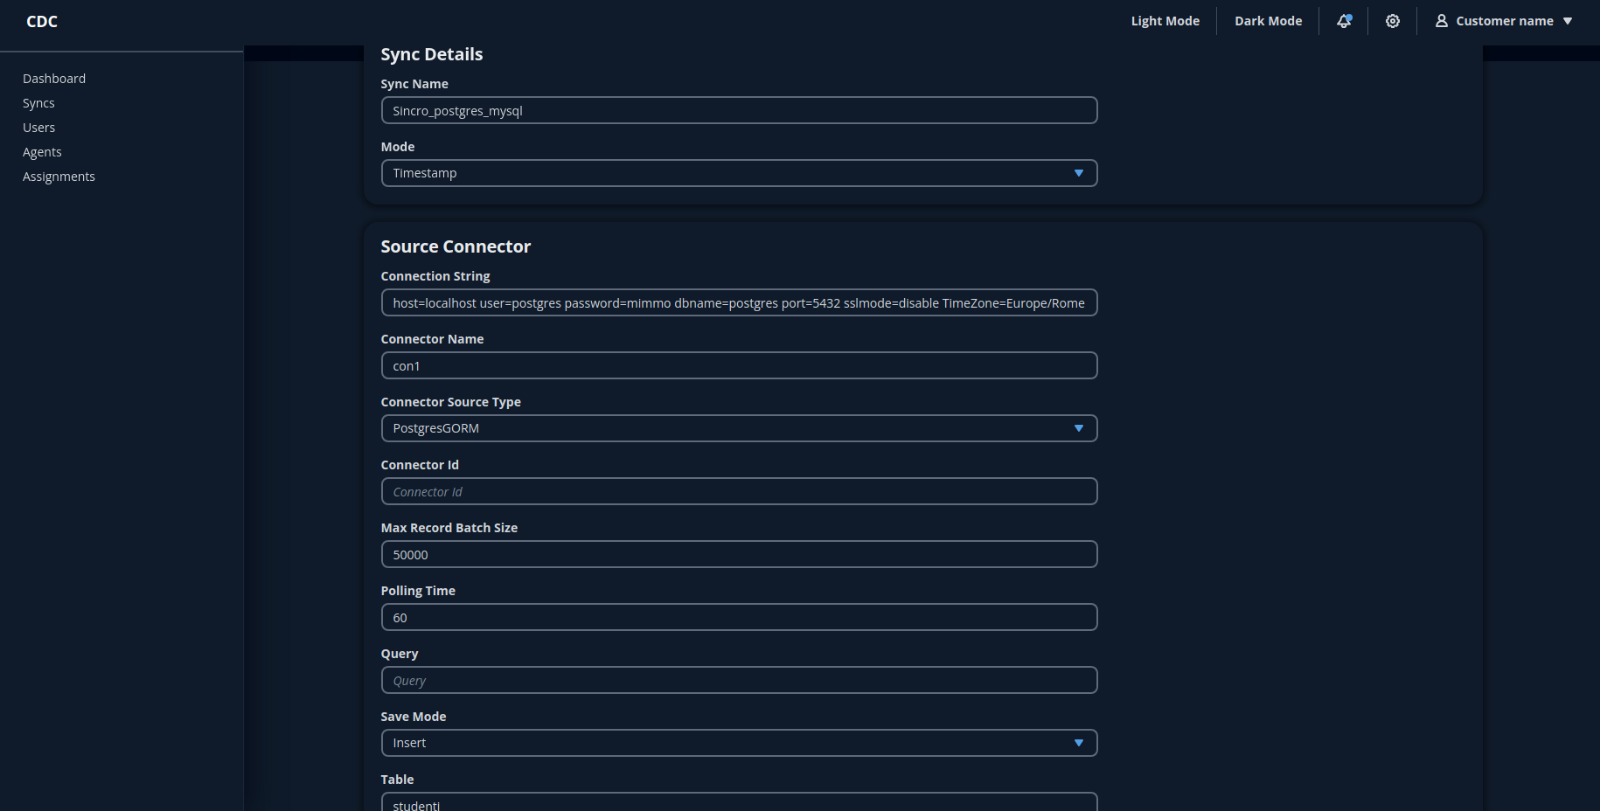 CDC
Light Mode
Dark Mode
Customer name
Dashboard
Syncs
Users
Agents
Assignments
Sync Details
Sync Name
Sincro_postgres_mysql
Mode
Timestamp
Source Connector
Connection String
host=localhost user=postgres password=mimmo dbname=postgres port=5432 sslmode=disable TimeZone=Europe/Rome
Connector Name
con1
Connector Source Type
PostgresGORM
Connector Id
Connector Id
Max Record Batch Size
50000
Polling Time
60
Query
Query
Save Mode
Insert
Table
studenti